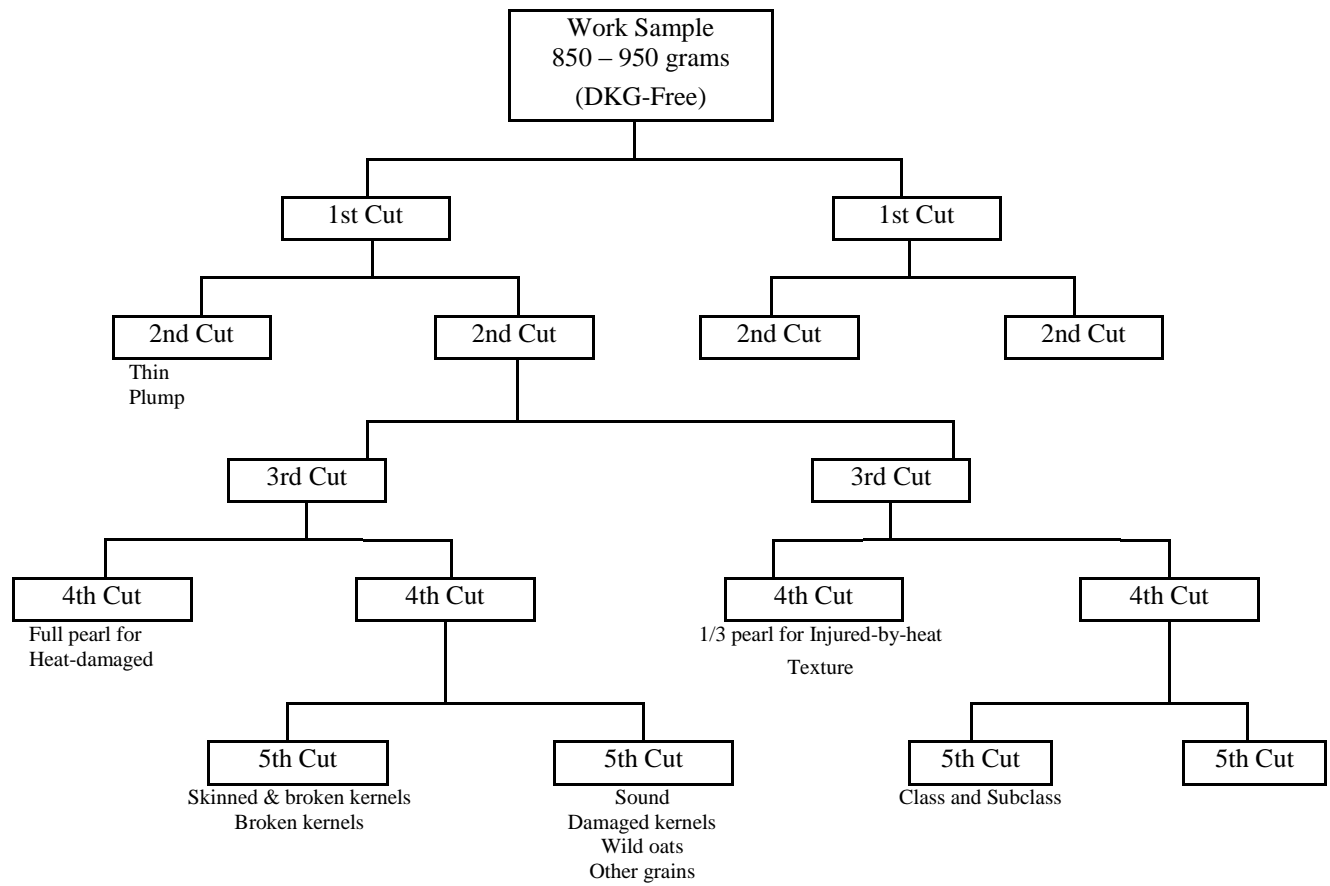 Work Sample
850 – 950 grams
(DKG-Free)
1st Cut
1st Cut
2nd Cut
2nd Cut
2nd Cut
2nd Cut
Thin
Plump
3rd Cut
3rd Cut
4th Cut
4th Cut
4th Cut
4th Cut
Full pearl for
Heat-damaged
1/3 pearl for Injured-by-heat
Texture
5th Cut
5th Cut
5th Cut
5th Cut
Skinned & broken kernels
Broken kernels
Sound
Damaged kernels
Wild oats
Other grains
Class and Subclass